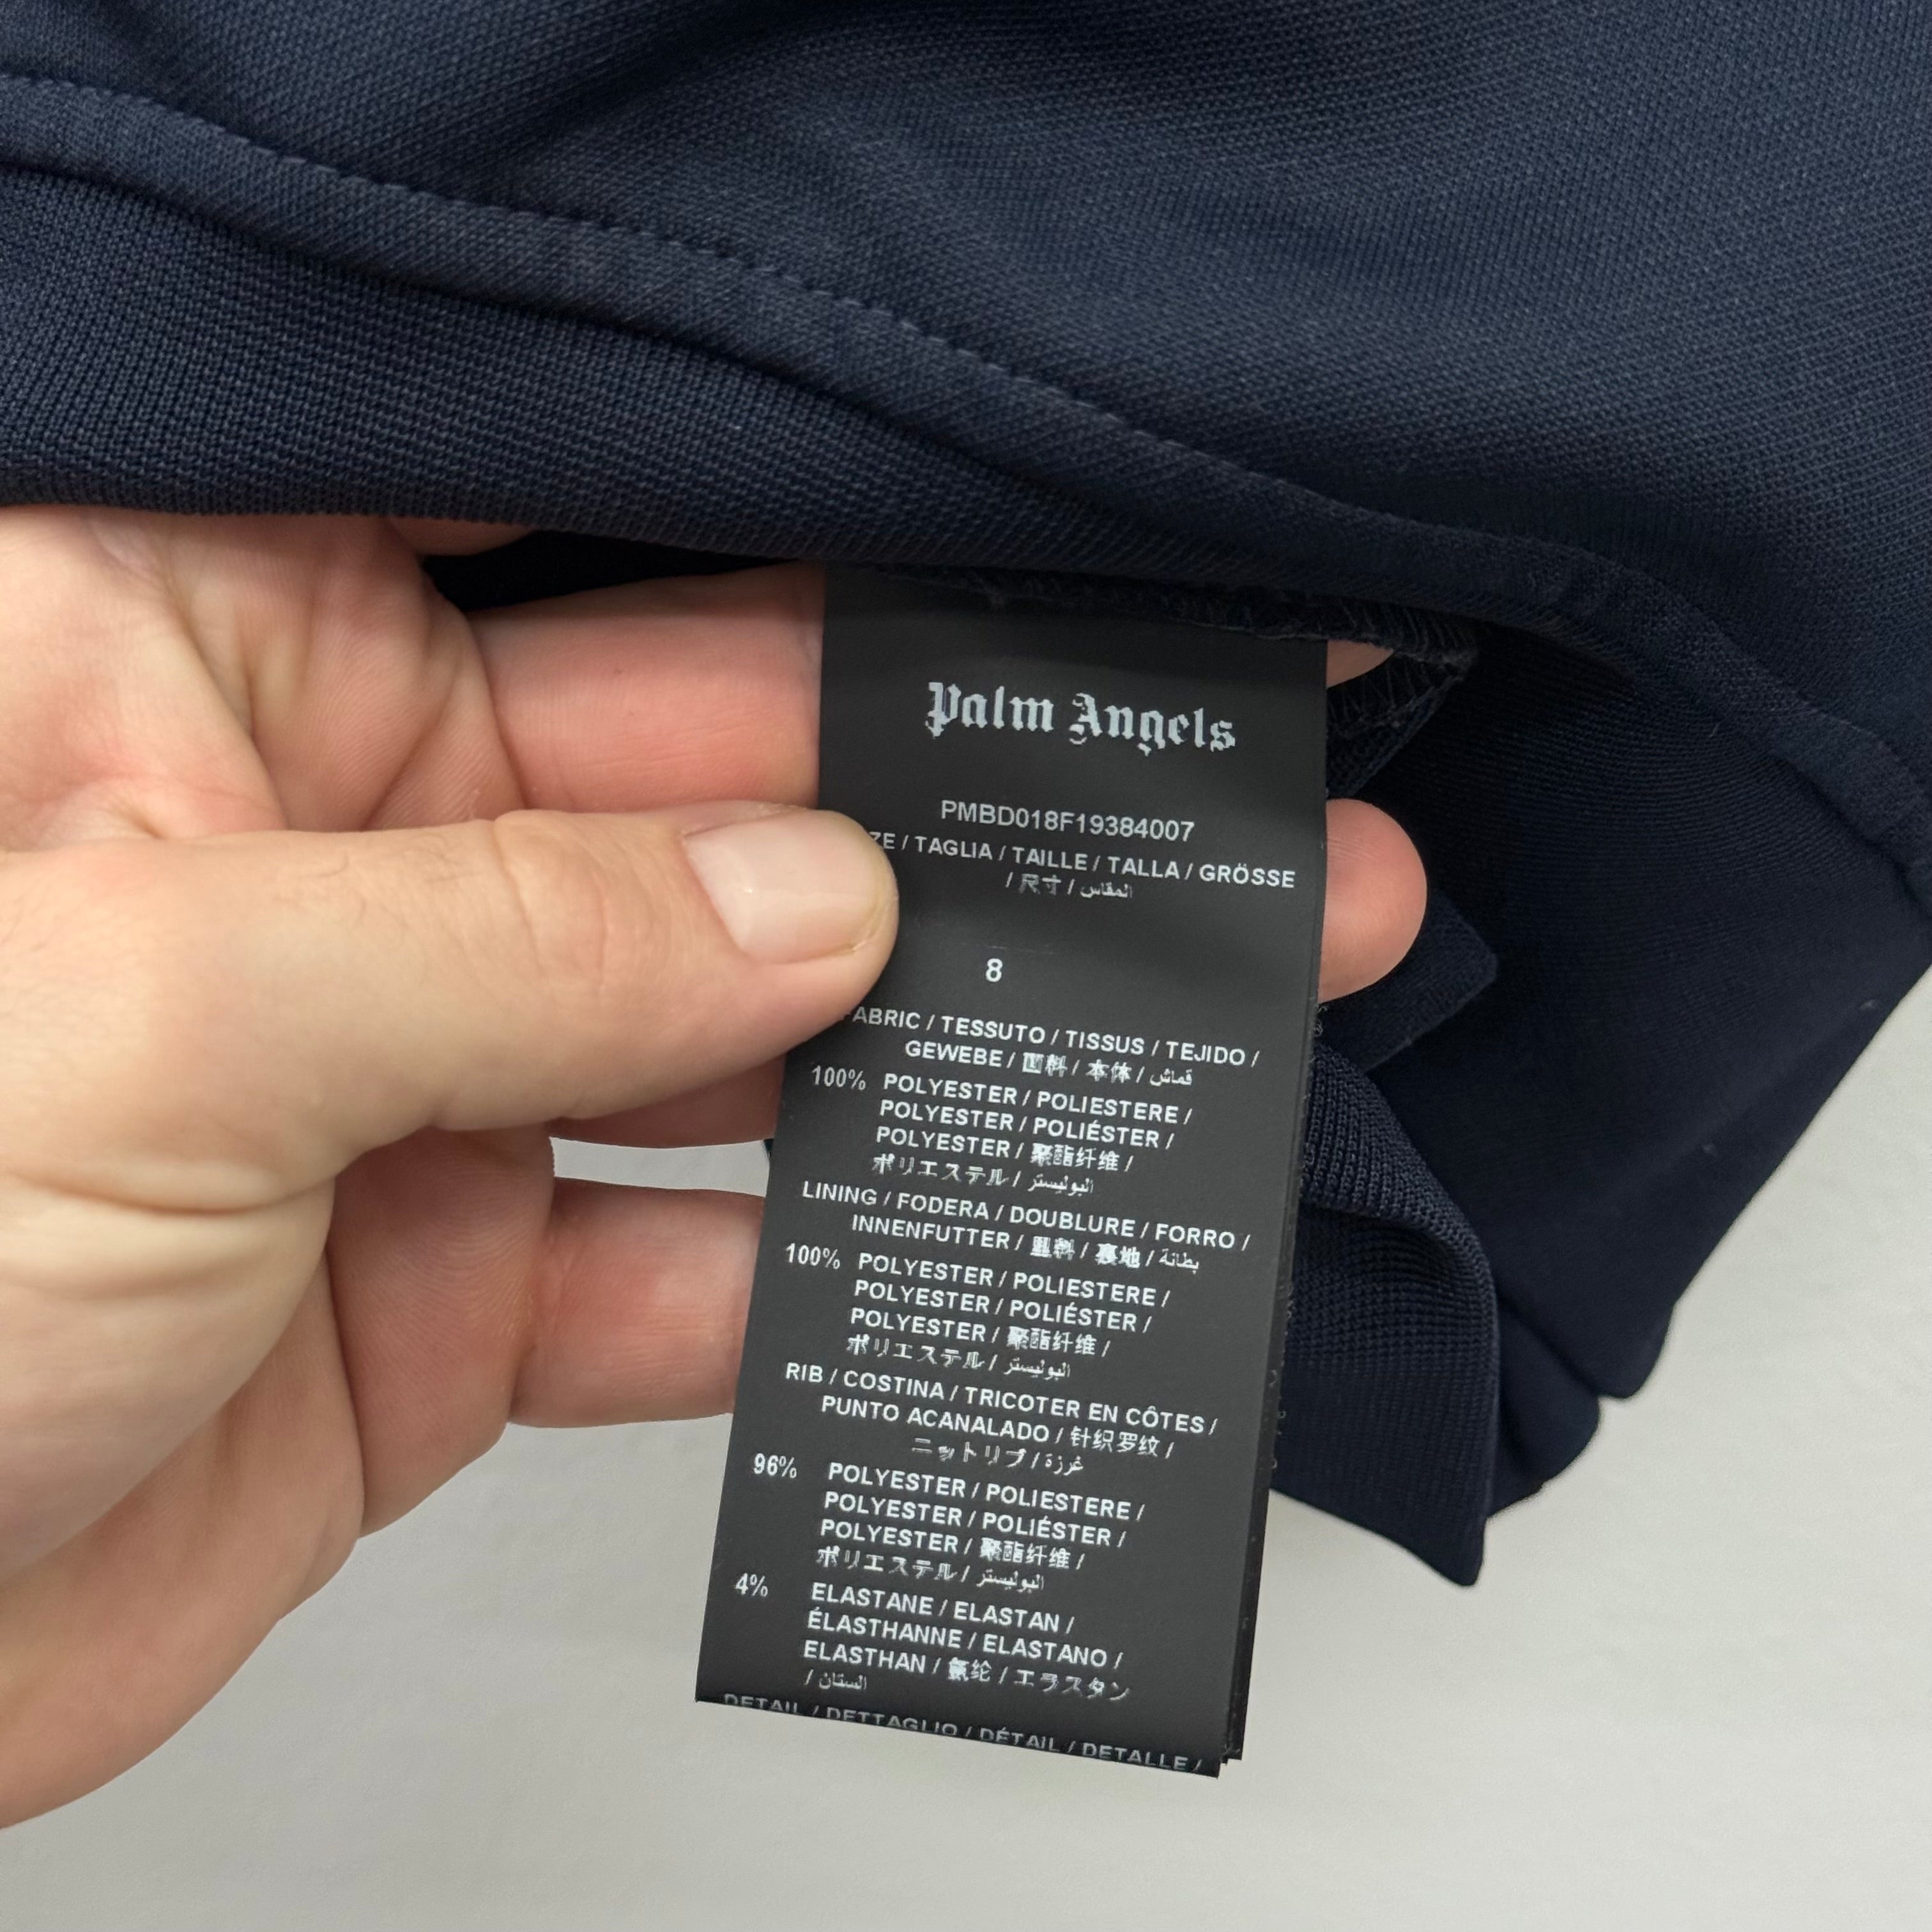 Palm Angels
PMBD018F19384007
ZE / TAGLIA / TAILLE / TALLA / GRÖSSE
/ 尺寸 / المقاس
8
FABRIC / TESSUTO / TISSUS / TEJIDO /
GEWEBE / 面料 / 本体 / قماش
100% POLYESTER / POLIESTERE /
POLYESTER / POLIÉSTER /
POLYESTER / 聚酯纤维 /
ポリエステル / البوليستر
LINING / FODERA / DOUBLURE / FORRO /
INNENFUTTER / 里料 / 裏地 / بطانة
100% POLYESTER / POLIESTERE /
POLYESTER / POLIÉSTER /
POLYESTER / 聚酯纤维 /
ポリエステル / البوليستر
RIB / COSTINA / TRICOTER EN CÔTES /
PUNTO ACANALADO / 针织罗纹 /
ニットリブ / غرزة
96% POLYESTER / POLIESTERE /
POLYESTER / POLIÉSTER /
POLYESTER / 聚酯纤维 /
ポリエステル / البوليستر
4% ELASTANE / ELASTAN /
ÉLASTHANNE / ELASTANO /
ELASTHAN / 氨纶 / エラスタン
/ السنان
DETAIL / DETTAGLIO / DÉTAIL / DETALLE /